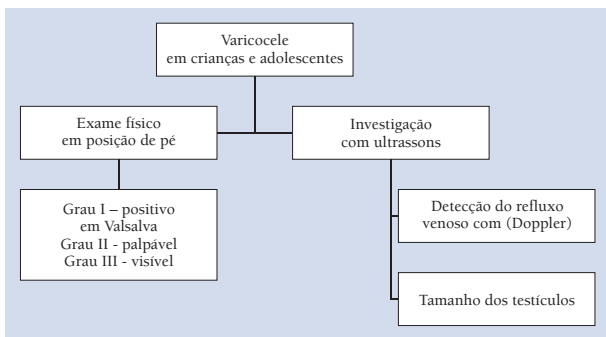 Varicocele
em crianças e adolescentes
Exame físico
em posição de pé
Investigação
com ultrassons
Grau I – positivo
em Valsalva
Grau II - palpável
Grau III - visível
Detecção do refluxo
venoso com (Doppler)
Tamanho dos testículos